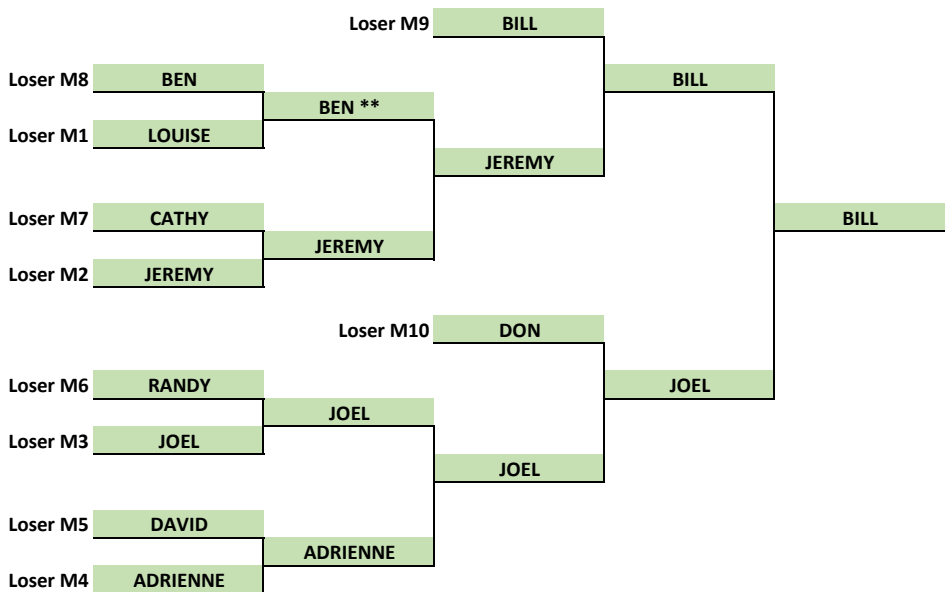 Loser M9 BILL
Loser M8 BEN BILL
BEN **
Loser M1 LOUISE
JEREMY
Loser M7 CATHY BILL
JEREMY
Loser M2 JEREMY
Loser M10 DON
Loser M6 RANDY JOEL
JOEL
Loser M3 JOEL
JOEL
Loser M5 DAVID
ADRIENNE
Loser M4 ADRIENNE